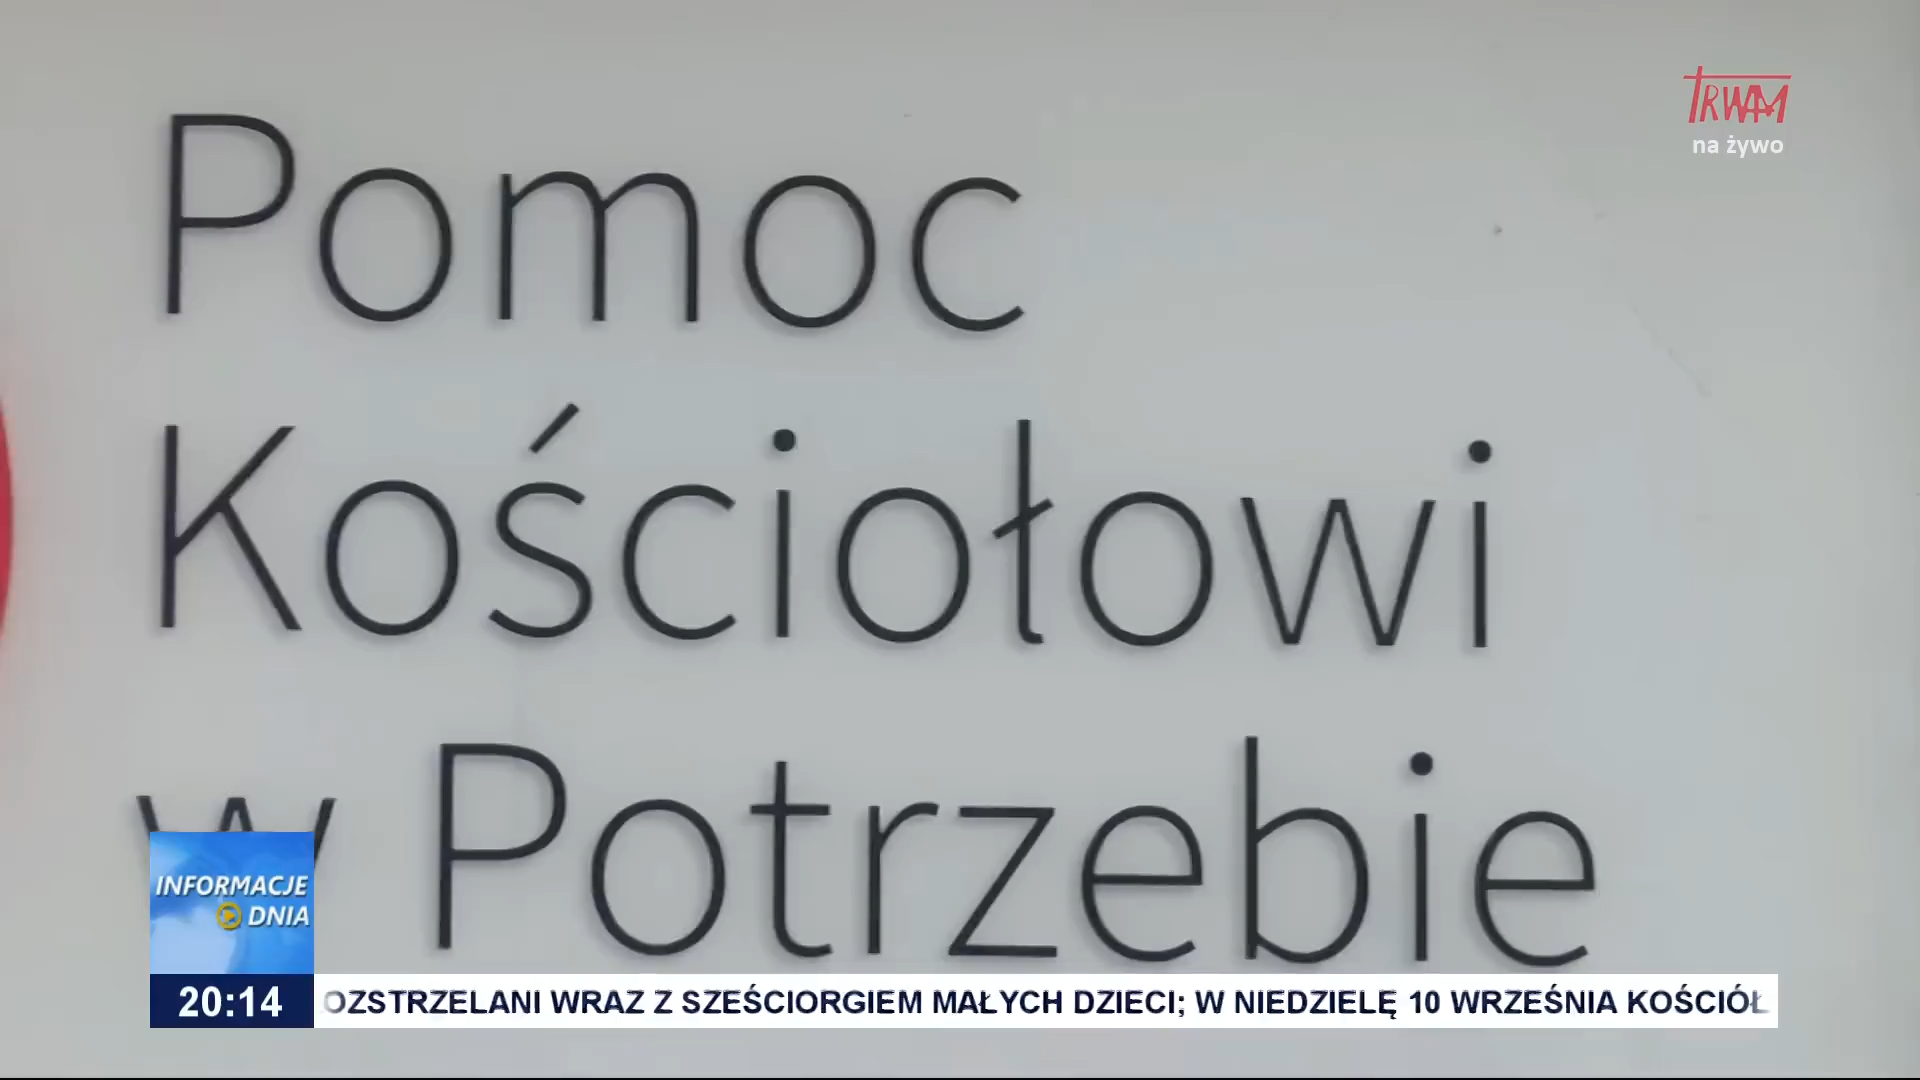 TRWAM
na żywo
Pomoc
Kościołowi
w Potrzebie
INFORMACJE
DNIA
20:14
OZSTRZELANI WRAZ Z SZEŚCIORGIEM MAŁYCH DZIECI; W NIEDZIELĘ 10 WRZEŚNIA KOŚCIÓŁ